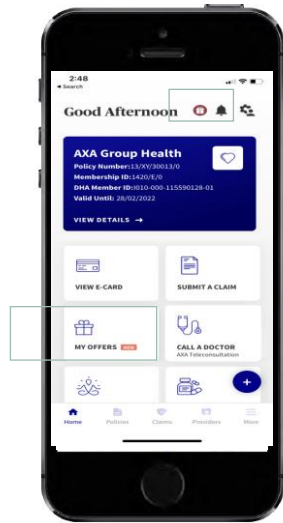 2:48
Search
Good Afternoon
AXA Group Health
Policy Number:13/XY/30013/0
Membership ID:1420/E/0
DHA Member ID:I010-000-115590128-01
Valid Until: 28/02/2022
VIEW DETAILS →
VIEW E-CARD
SUBMIT A CLAIM
MY OFFERS NEW
CALL A DOCTOR
AXA Teleconsultation
+
Home Policies Claims Providers More